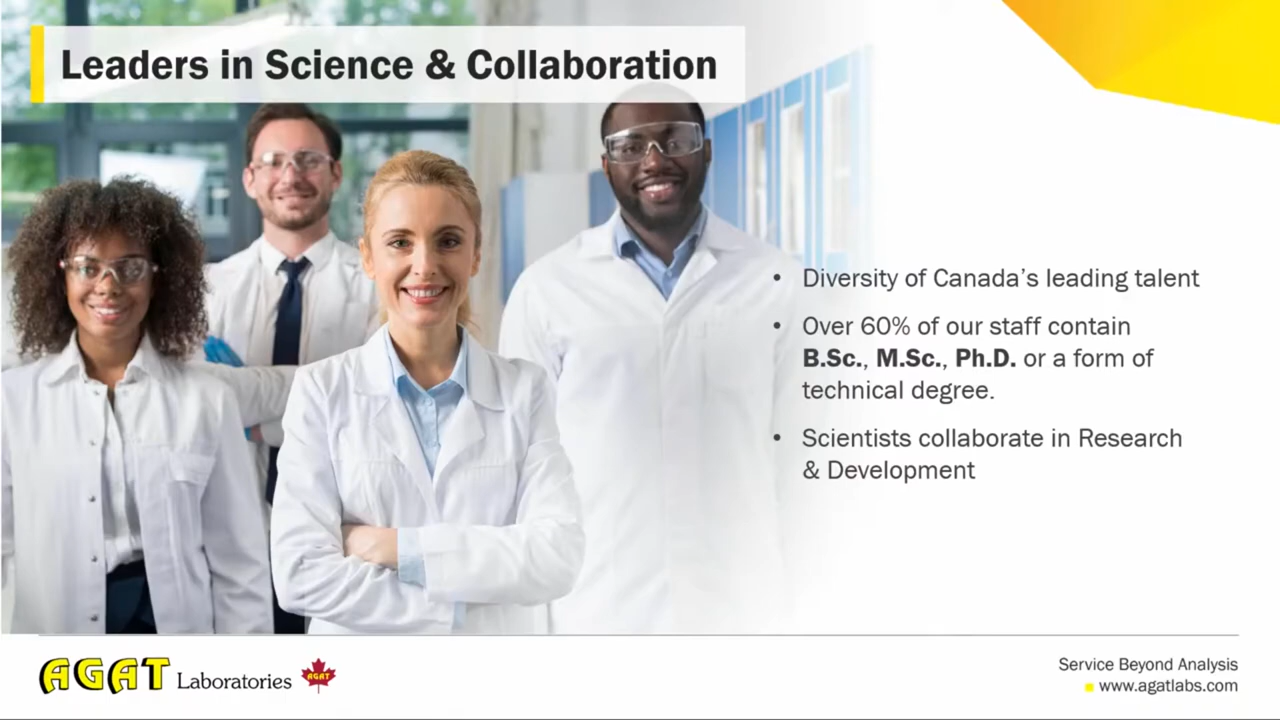 Leaders in Science & Collaboration
• Diversity of Canada’s leading talent
• Over 60% of our staff contain
B.Sc., M.Sc., Ph.D. or a form of
technical degree.
• Scientists collaborate in Research
& Development
AGAT Laboratories AGAT
Service Beyond Analysis
www.agatlabs.com